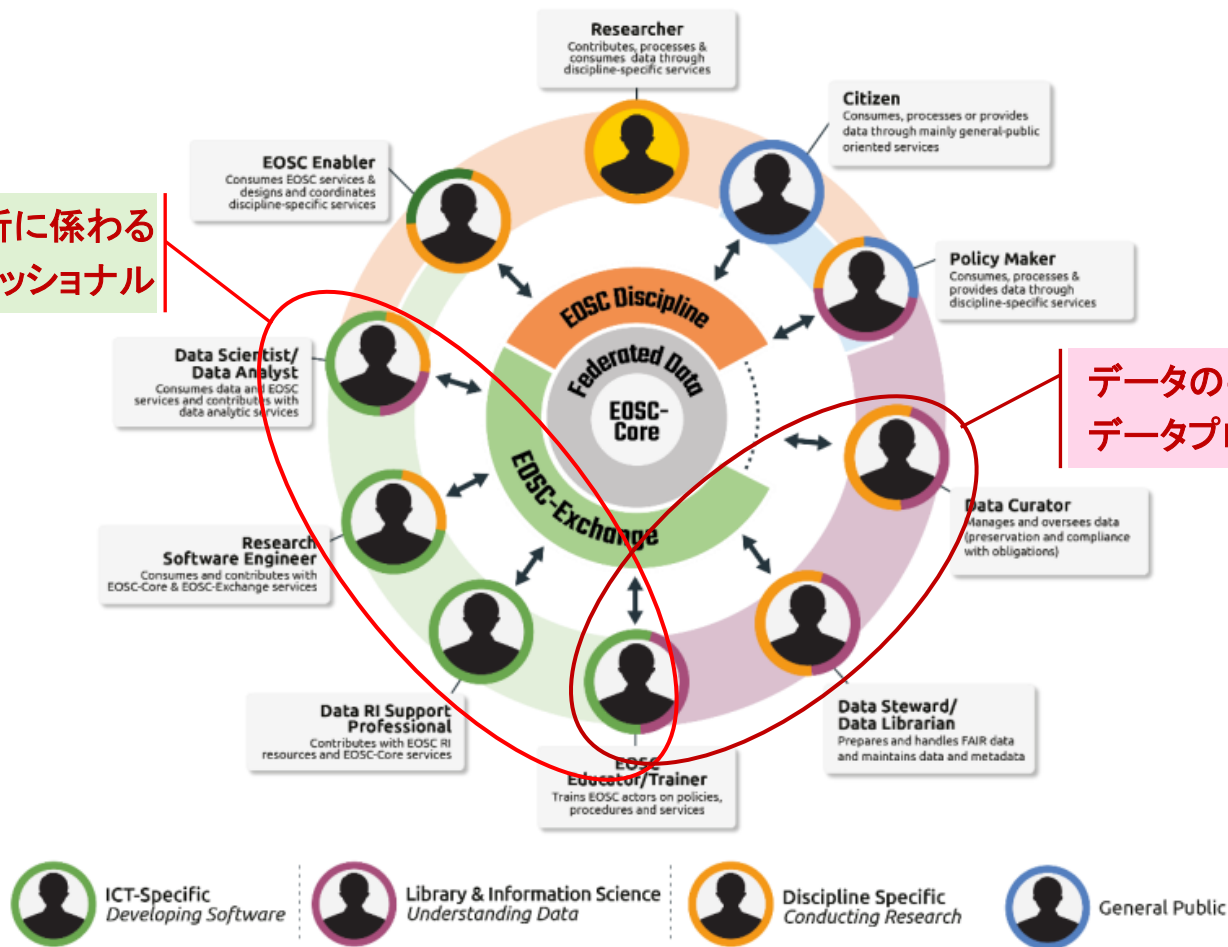 Researcher
Contributes, processes &
consumes data through
discipline-specific services
Citizen
Consumes, processes or provides
data through mainly general-public
oriented services
EOSC Enabler
Consumes EOSC services &
designs and coordinates
discipline-specific services
に係わる
ッショナル
Policy Maker
Consumes, processes &
provides data through
discipline-specific services
EOSC Discipline
Federated Data
EOSC-
Core
EOSC-Exchange
Data Scientist/
Data Analyst
Consumes data and EOSC
services and contributes with
data analytic services
データの
データプロ
Data Curator
Manages and oversees data
(preservation and compliance
with obligations)
Research
Software Engineer
Consumes and contributes with
EOSC-Core & EOSC-Exchange services
Data RI Support
Professional
Contributes with EOSC RI
resources and EOSC-Core services
Data Steward/
Data Librarian
Prepares and handles FAIR data
and maintains data and metadata
EOSC
Educator/Trainer
Trains EOSC actors on policies,
procedures and services
ICT-Specific
Developing Software
Library & Information Science
Understanding Data
Discipline Specific
Conducting Research
General Public